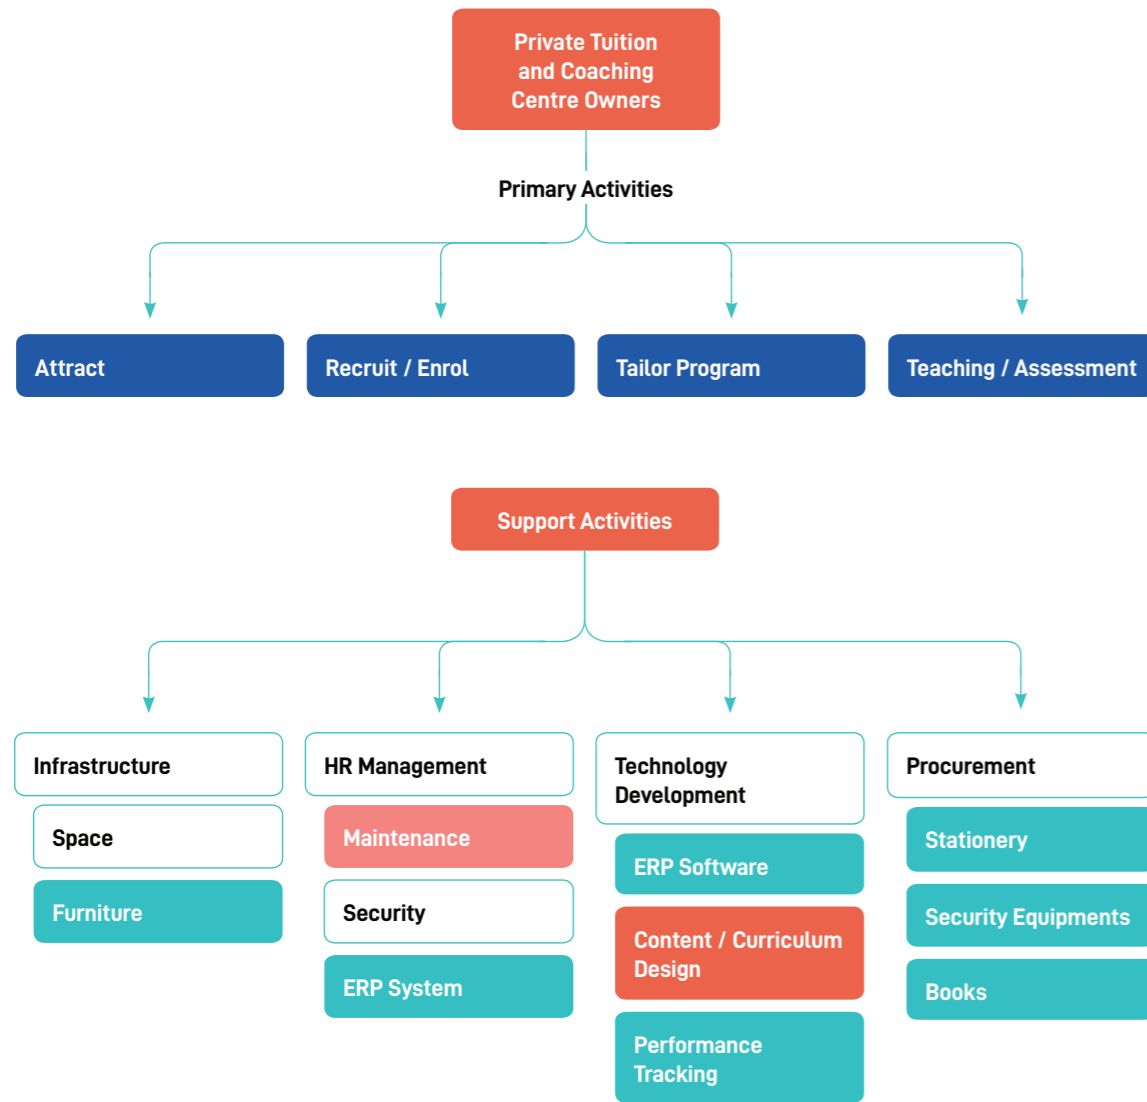 Private Tuition
and Coaching
Centre Owners
Primary Activities
Attract
Recruit / Enrol
Tailor Program
Teaching / Assessment
Support Activities
Infrastructure
Space
Furniture
HR Management
Maintenance
Security
ERP System
Technology
Development
ERP Software
Content / Curriculum
Design
Performance
Tracking
Procurement
Stationery
Security Equipments
Books